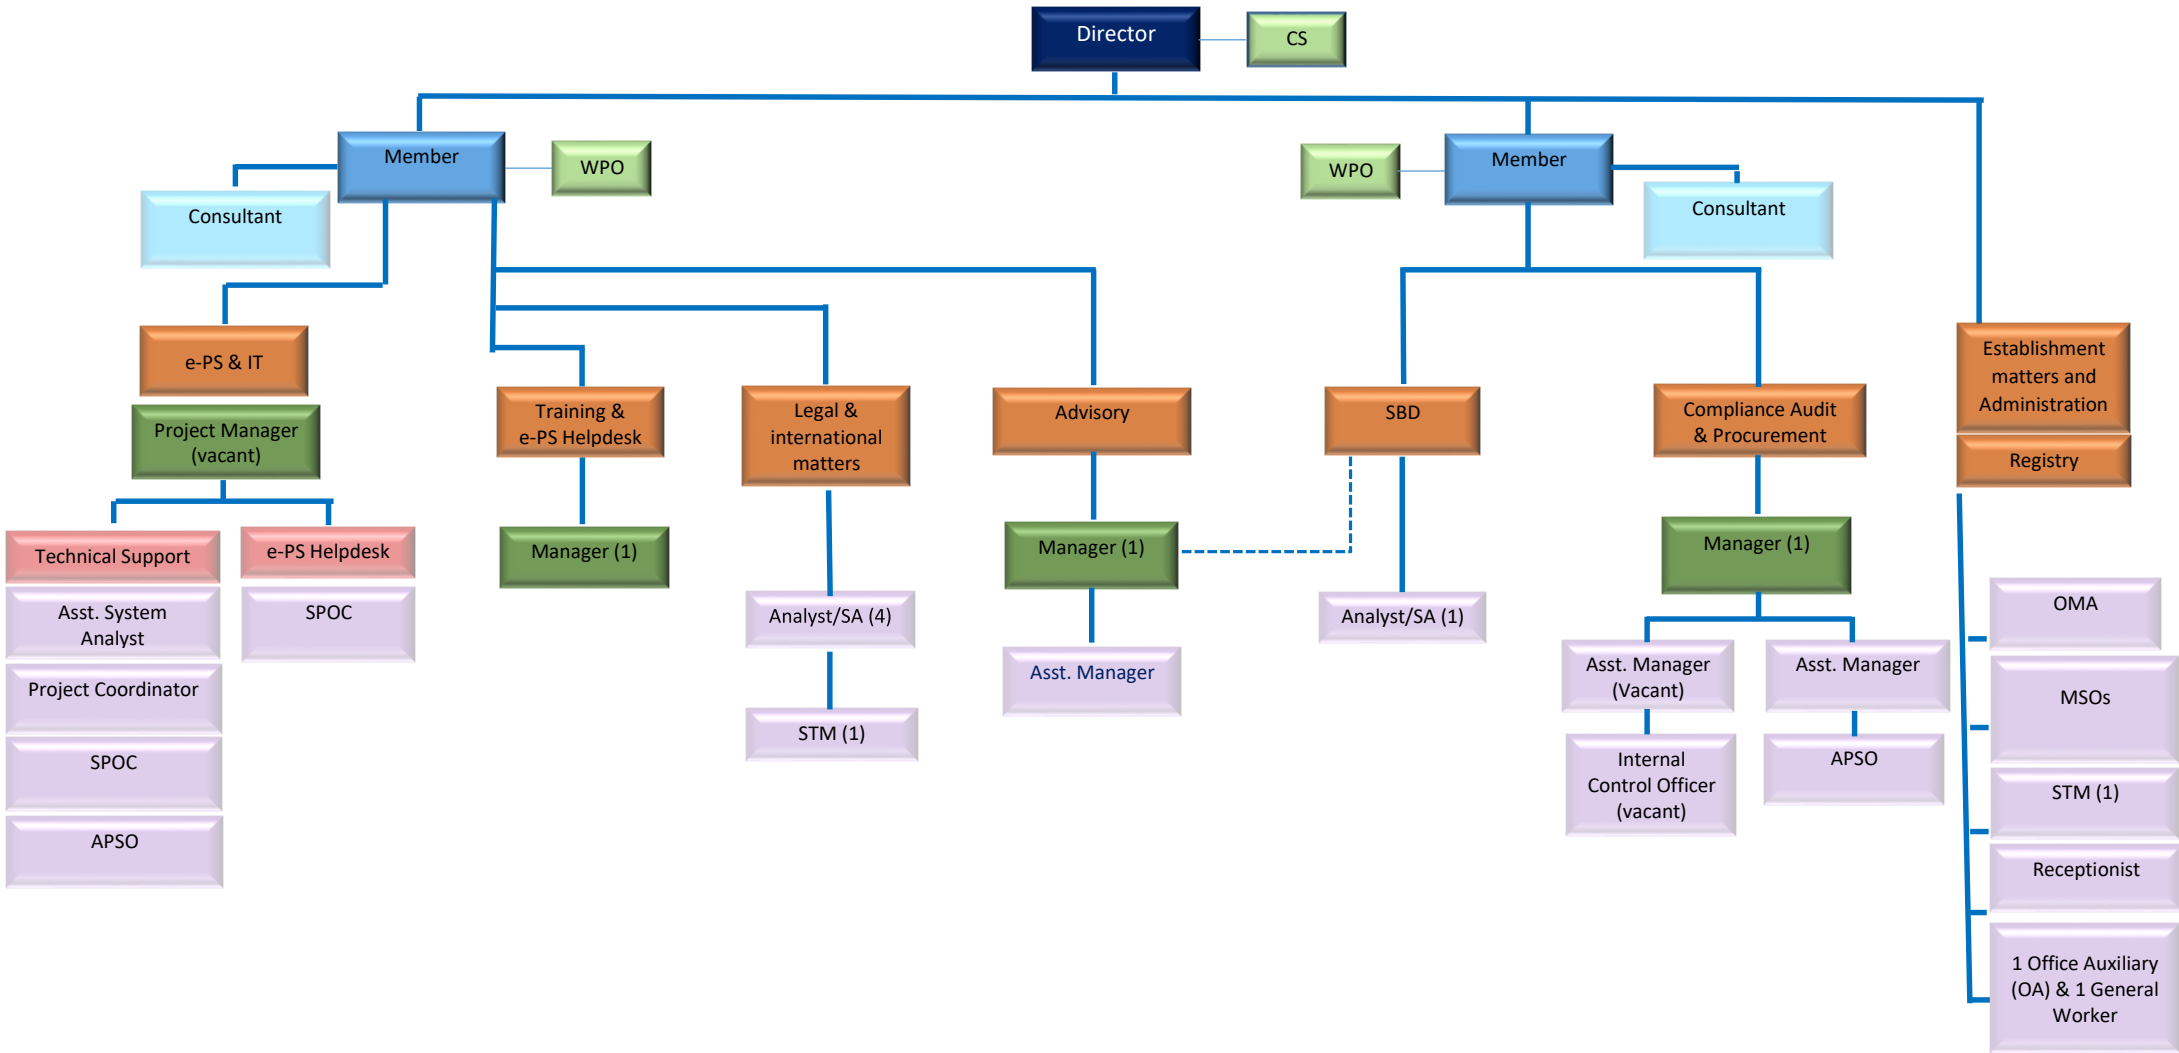 Director
CS
Member
WPO
WPO
Member
Consultant
Consultant
e-PS & IT
Project Manager
(vacant)
Technical Support
Asst. System
Analyst
Project Coordinator
SPOC
APSO
e-PS Helpdesk
SPOC
Training &
e-PS Helpdesk
Manager (1)
Legal &
international
matters
Analyst/SA (4)
STM (1)
Advisory
Manager (1)
Asst. Manager
SBD
Analyst/SA (1)
Compliance Audit
& Procurement
Manager (1)
Asst. Manager
(Vacant)
Internal
Control Officer
(vacant)
Asst. Manager
APSO
Establishment
matters and
Administration
Registry
OMA
MSOs
STM (1)
Receptionist
1 Office Auxiliary
(OA) & 1 General
Worker